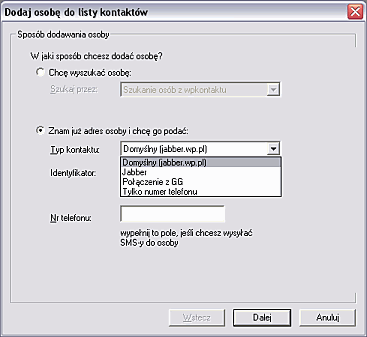 Dodaj osobę do listy kontaktów
Sposób dodawania osoby
W jaki sposób chcesz dodać osobę?
Chcę wyszukać osobę:
Szukaj przez:
Szukanie osób z wpkontaktu
Znam już adres osoby i chcę go podać:
Typ kontaktu:
Domyślny (jabber.wp.pl)
Domyślny (jabber.wp.pl)
Identyfikator:
Jabber
Połączenie z GG
Tylko numer telefonu
Nr telefonu:
wypełnij to pole, jeśli chcesz wysyłać
SMS-y do osoby
Wstecz
Dalej
Anuluj